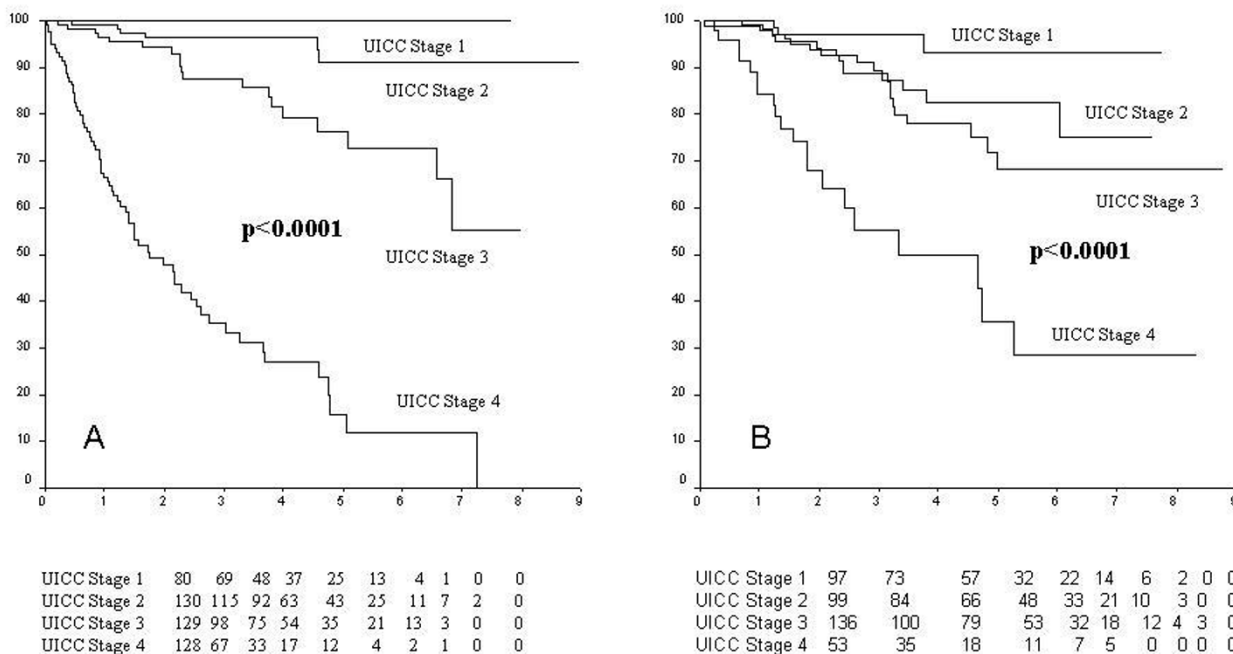 100
90
80
70
60
50
40
30
20
10
0
0 1 2 3 4 5 6 7 8 9
UICC Stage 1
UICC Stage 2
p<0.0001
UICC Stage 3
UICC Stage 4
A
UICC Stage 1 80 69 48 37 25 13 4 1 0 0
UICC Stage 2 130 115 92 63 43 25 11 7 2 0
UICC Stage 3 129 98 75 54 35 21 13 3 0 0
UICC Stage 4 128 67 33 17 12 4 2 1 0 0
100
90
80
70
60
50
40
30
20
10
0
0 1 2 3 4 5 6 7 8 9
UICC Stage 1
UICC Stage 2
UICC Stage 3
p<0.0001
UICC Stage 4
B
UICC Stage 1 97 73 57 32 22 14 6 2 0 0
UICC Stage 2 99 84 66 48 33 21 10 3 0 0
UICC Stage 3 136 100 79 53 32 18 12 4 3 0
UICC Stage 4 53 35 18 11 7 5 0 0 0 0